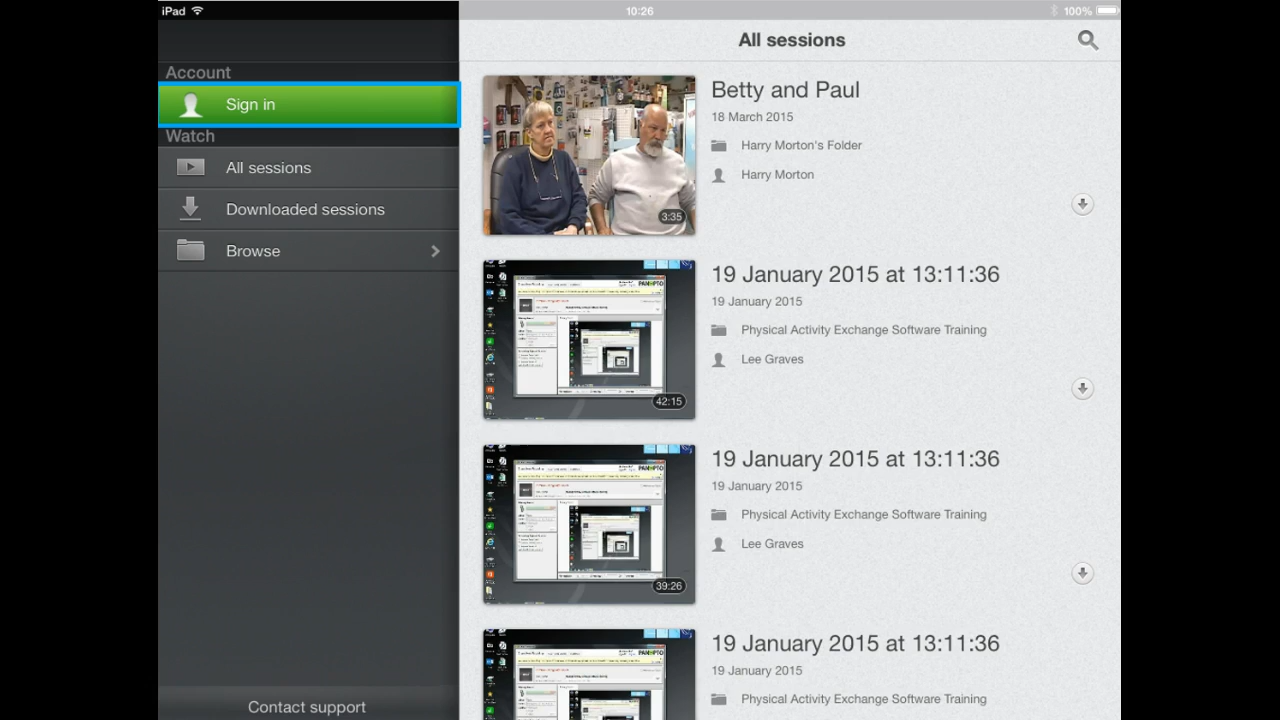 iPad
10:26
100%
All sessions
Account
Sign in
Watch
All sessions
Downloaded sessions
Browse
Contact support
Betty and Paul
18 March 2015
Harry Morton's Folder
Harry Morton
3:35
19 January 2015 at 13:11:36
19 January 2015
Physical Activity Exchange Software Training
Lee Graves
PANOPTO
42:15
19 January 2015 at 13:11:36
19 January 2015
Physical Activity Exchange Software Training
Lee Graves
PANOPTO
39:26
19 January 2015 at 13:11:36
19 January 2015
Physical Activity Exchange Software Training
PANOPTO